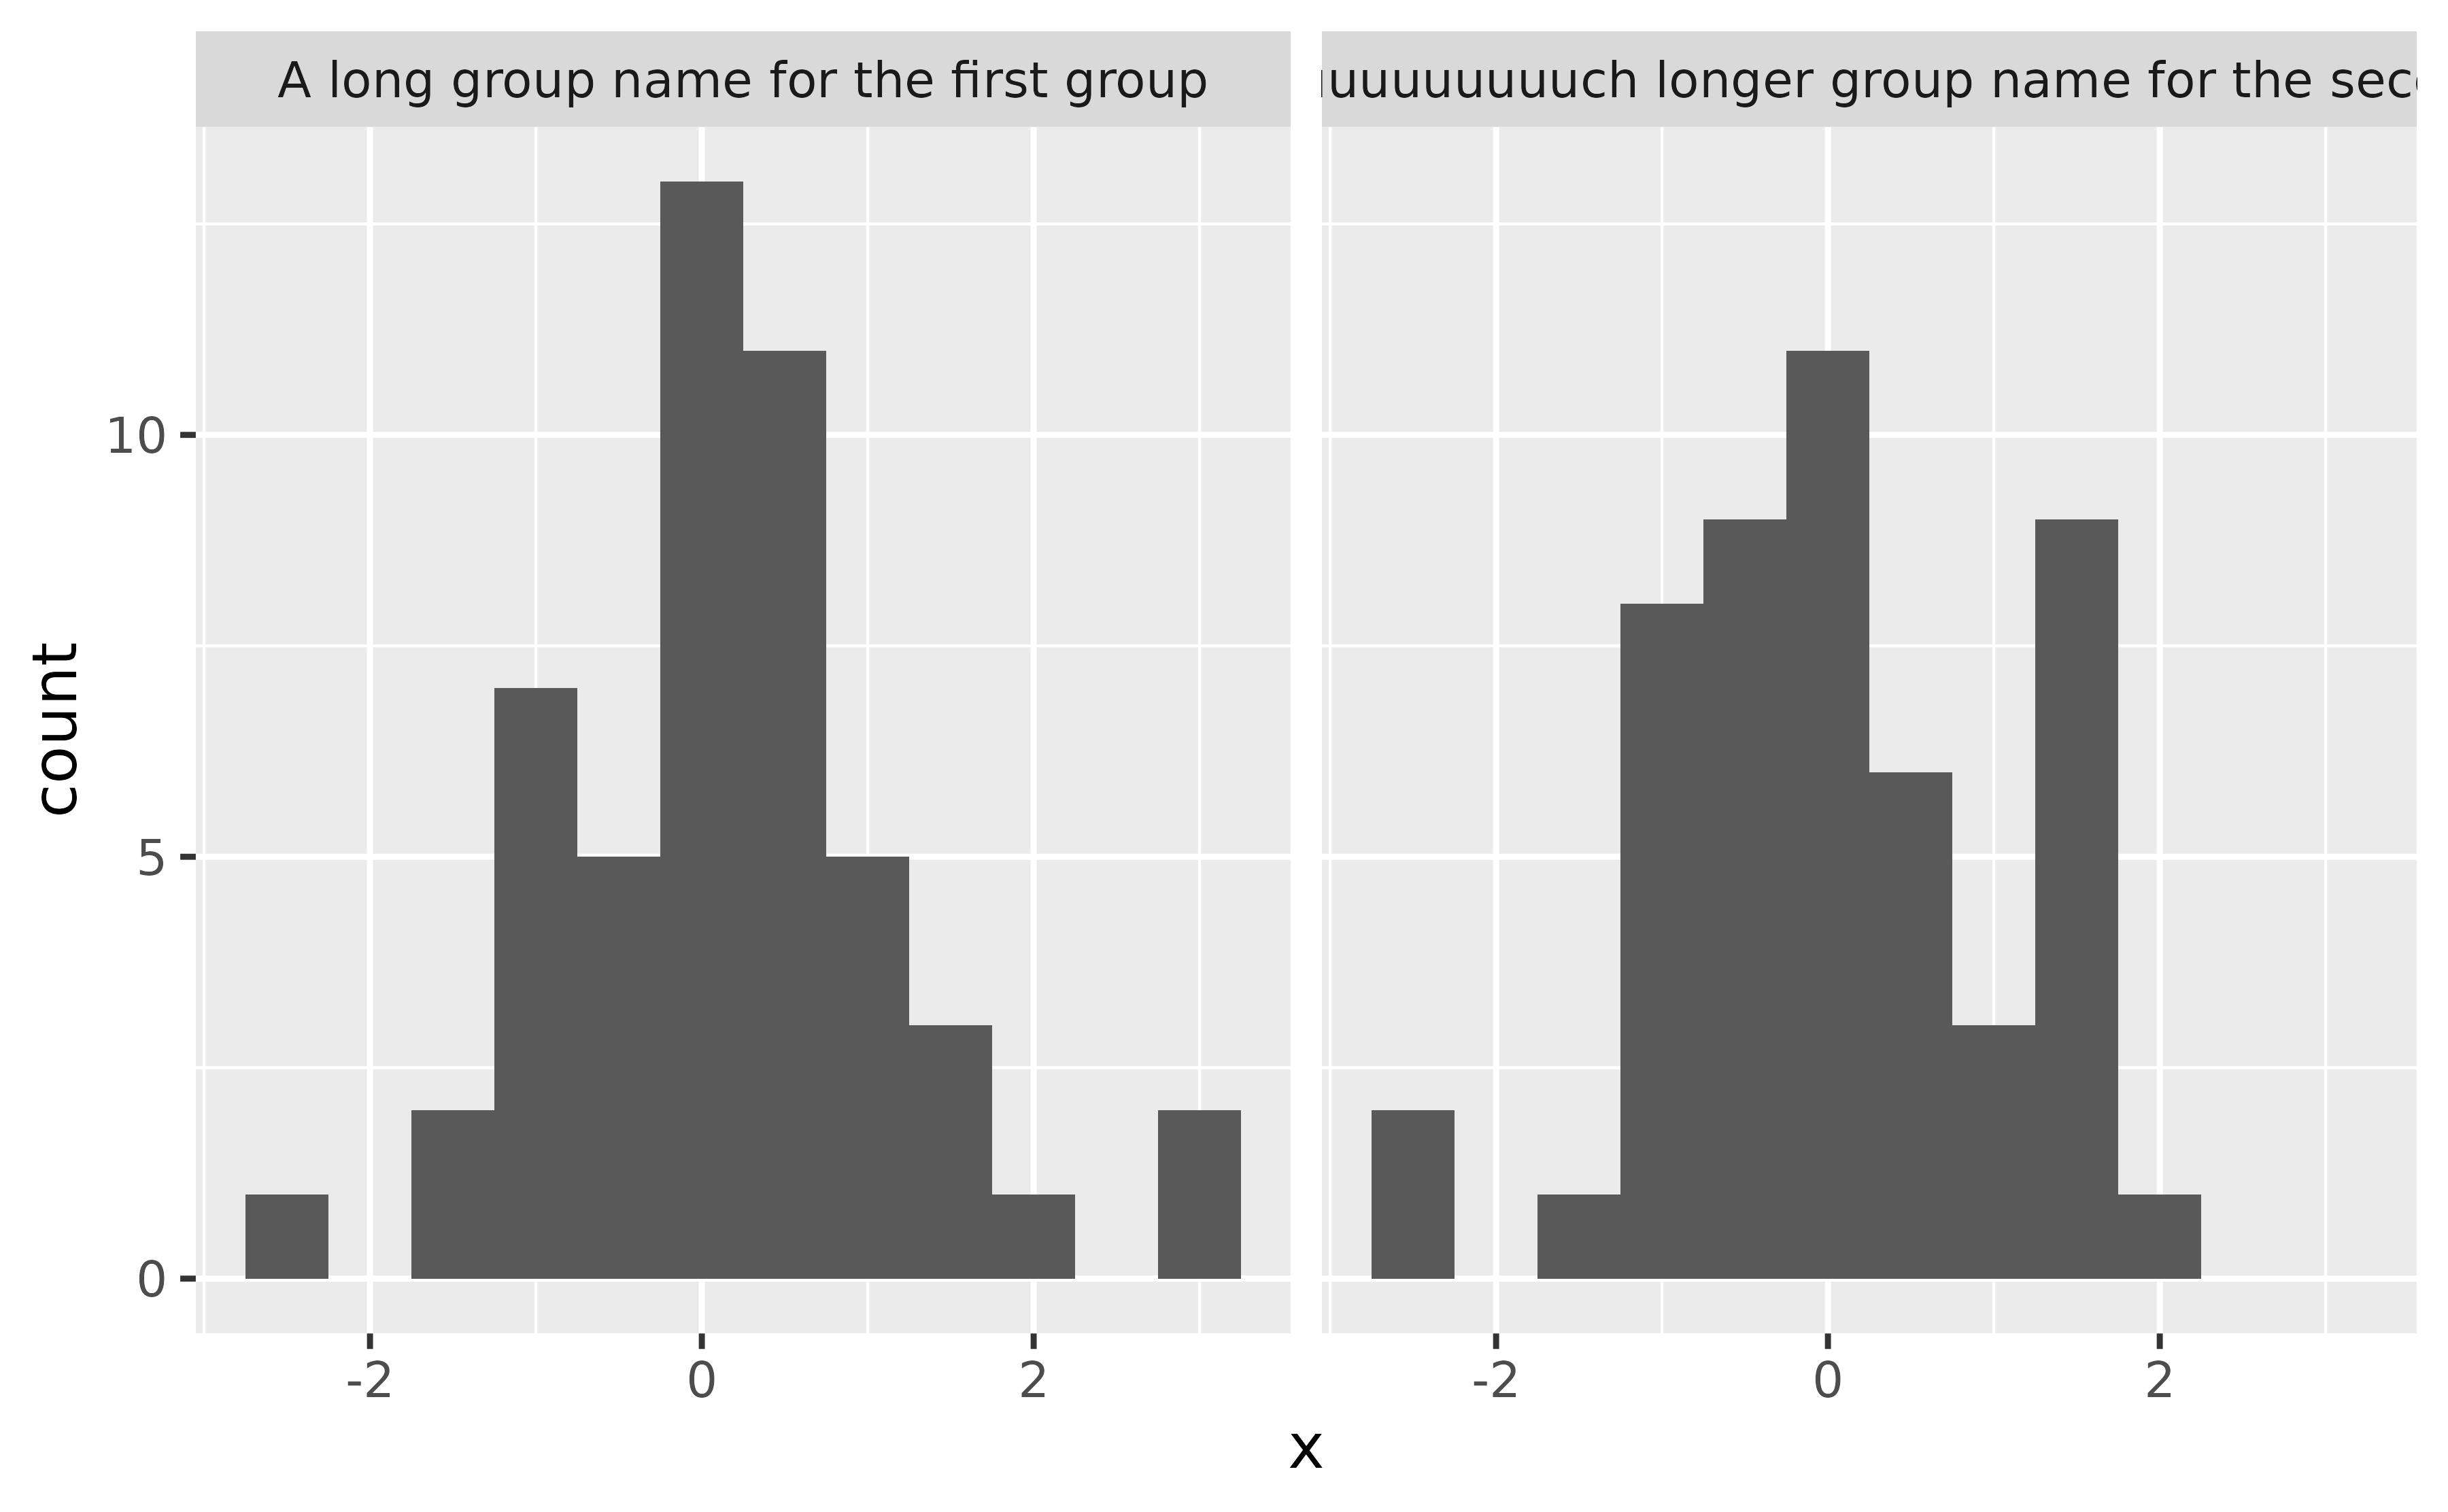 A long group name for the first group
uuuuuuuuuch longer group name for the sec
count
10
5
0
-2 0 2
-2 0 2
x